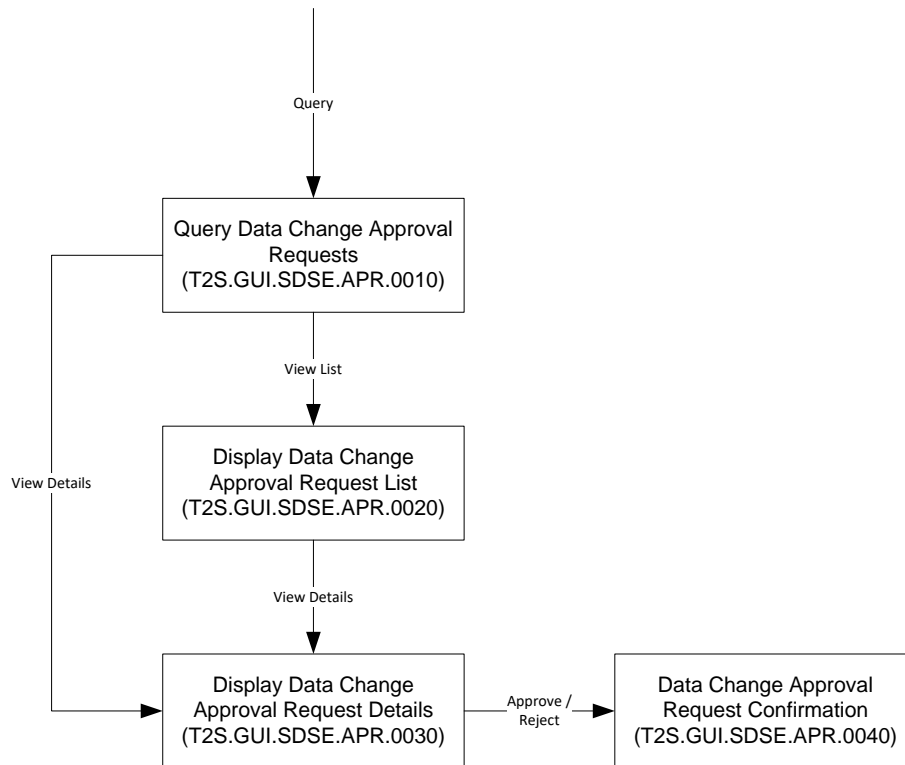 Query
Query Data Change Approval
Requests
(T2S.GUI.SDSE.APR.0010)
View List
Display Data Change
Approval Request List
(T2S.GUI.SDSE.APR.0020)
View Details
View Details
Display Data Change
Approval Request Details
(T2S.GUI.SDSE.APR.0030)
Approve /
Reject
Data Change Approval
Request Confirmation
(T2S.GUI.SDSE.APR.0040)